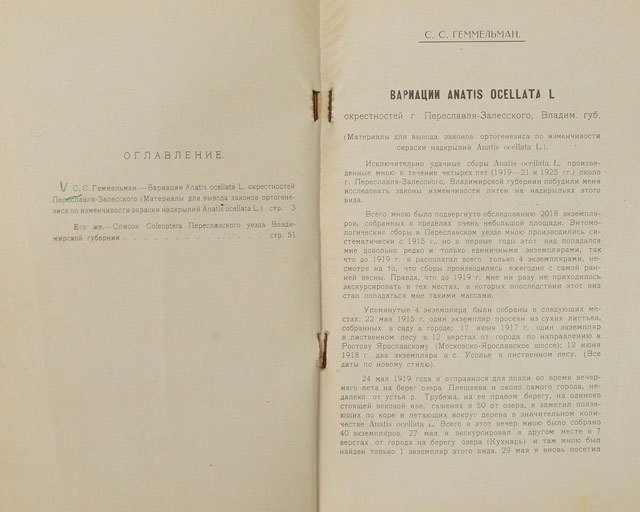 ОГЛАВЛЕНИЕ.
V С. С. Геммельман.—Вариация Anatis ocellata L. окрестностей
Переславля-Залесского (Материалы для вывода законов ортогене-
зиса по изменчивости окраски надкрылий Anatis ocellata L.) . стр. 3
Его же.—Список Coleoptera Переславского уезда Влади-
мирской губернии . . . . . . . . . . . . . . . . . . . . стр. 51
С. С. ГЕММЕЛЬМАН.
ВАРИАЦИИ ANATIS OCELLATA L
окрестностей г. Переславля-Залесского, Владим. губ.
(Материалы для вывода законов ортогенезиса по изменчивости
окраски надкрылий Anatis ocellata L.).
Исключительно удачные сборы Anatis ocellata L, произве-
денные мною в течение четырех лет (1919—21 и 1925 гг.) около
г. Переславля-Залесского, Владимирской губернии побудили меня
исследовать законы изменчивости пятен на надкрыльях этого
вида.
Всего мною было подвергнуто обследованию 2018 экземпля-
ров, собранных в пределах очень небольшой площади. Энтомо-
логические сборы в Переславском уезде мною производились си-
стематически с 1915 г., но в первые годы этот вид попадался
мне довольно редко и только единичными экземплярами, так
что до 1919 г. я располагал всего только 4 экземплярами, не-
смотря на то, что сборы производились ежегодно с самой ран-
ней весны. Правда, что до 1919 г. мне ни разу не приходилось
экскурсировать в тех местах, в которых впоследствии этот вид
стал попадаться мне такими массами.
Упомянутые 4 экземпляра были собраны в следующих ме-
стах: 22 мая 1915 г. один экземпляр просеян из сухих листьев,
собранных в саду в городе; 17 июня 1917 г. один экземпляр
в лиственном лесу в 12 верстах от города по направлению к
Ростову Ярославскому (Московско-Ярославское шоссе); 12 июня
1918 г. два экземпляра в с. Усолье в лиственном лесу. (Все
даты по новому стилю).
24 мая 1919 года я отправился для ловли во время вечер-
мяго лета на берег озера Плещеева и около самого города, не-
далеко от устья р. Трубежа, на ее правом берегу, на одиноко
стоящей вековой иве, саженях в 50 от озера, я заметил ползаю-
ющих по коре и летающих вокруг дерева в значительном коли-
честве Anatis ocellata L. Всего в этот вечер мною было собрано
40 экземпляров. 27 мая я экскурсировал в другом месте в 7
верстах от города на берегу озера (Кухмарь) и там мною был
найден только 1 экземпляр этого вида. 29 мая я вновь посетил